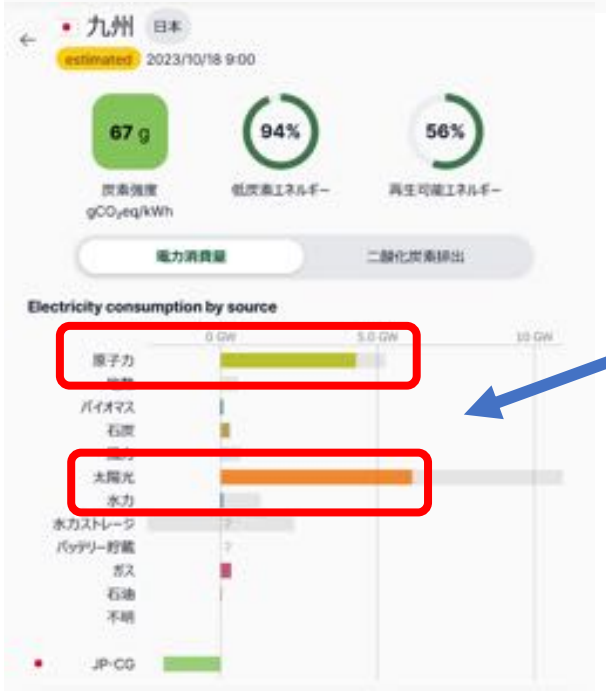 ← 九州 日本
estimated 2023/10/18 9:00
67 g
94%
56%
炭素強度
gCO₂eq/kWh
低炭素エネルギー
再生可能エネルギー
電力消費量
二酸化炭素排出
Electricity consumption by source
0 GW 5.0 GW 10 GW
原子力
バイオマス
石炭
太陽光
水力
水力ストレージ ?
バッテリー貯蔵 ?
ガス
石油
不明
JP-CG